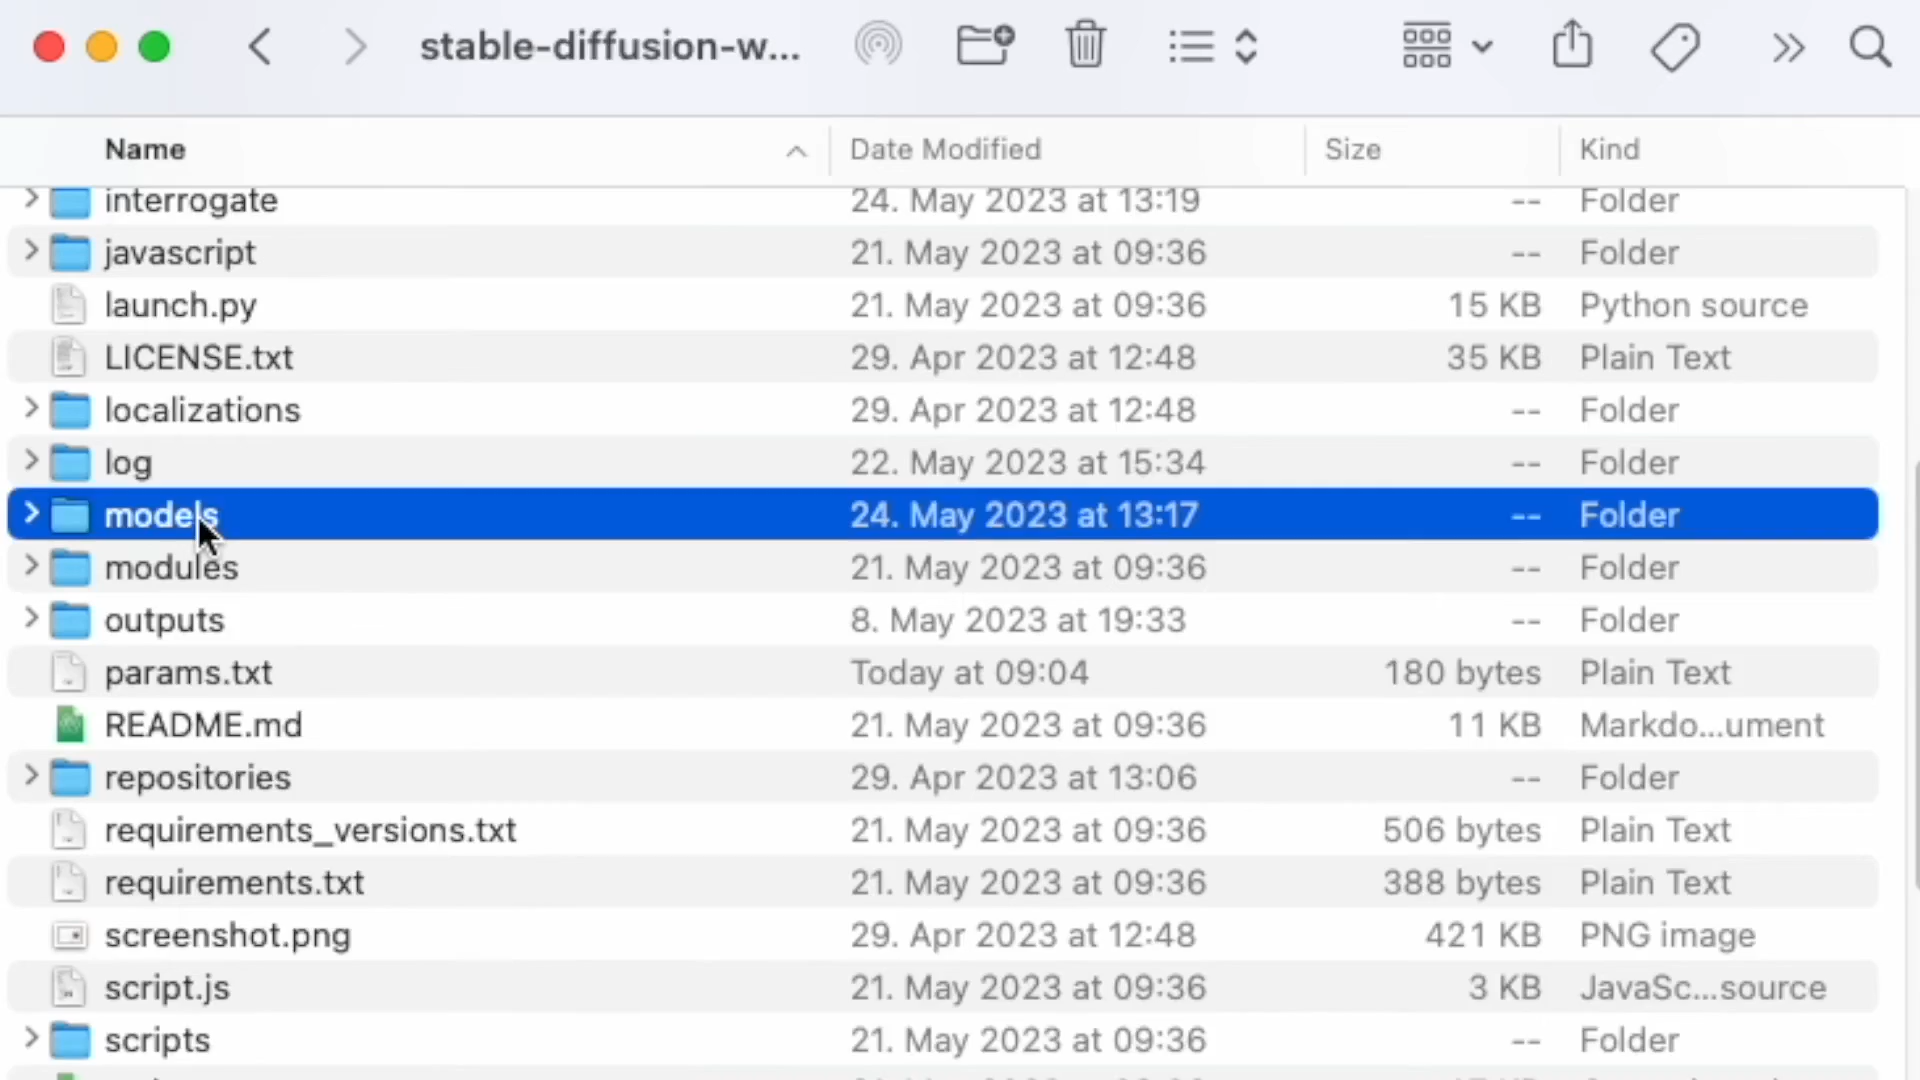 stable-diffusion-w...
Name Date Modified Size Kind
interrogate 24. May 2023 at 13:19 -- Folder
javascript 21. May 2023 at 09:36 -- Folder
launch.py 21. May 2023 at 09:36 15 KB Python source
LICENSE.txt 29. Apr 2023 at 12:48 35 KB Plain Text
localizations 29. Apr 2023 at 12:48 -- Folder
log 22. May 2023 at 15:34 -- Folder
models 24. May 2023 at 13:17 -- Folder
modules 21. May 2023 at 09:36 -- Folder
outputs 8. May 2023 at 19:33 -- Folder
params.txt Today at 09:04 180 bytes Plain Text
README.md 21. May 2023 at 09:36 11 KB Markdo...ument
repositories 29. Apr 2023 at 13:06 -- Folder
requirements_versions.txt 21. May 2023 at 09:36 506 bytes Plain Text
requirements.txt 21. May 2023 at 09:36 388 bytes Plain Text
screenshot.png 29. Apr 2023 at 12:48 421 KB PNG image
script.js 21. May 2023 at 09:36 3 KB JavaSc...source
scripts 21. May 2023 at 09:36 -- Folder